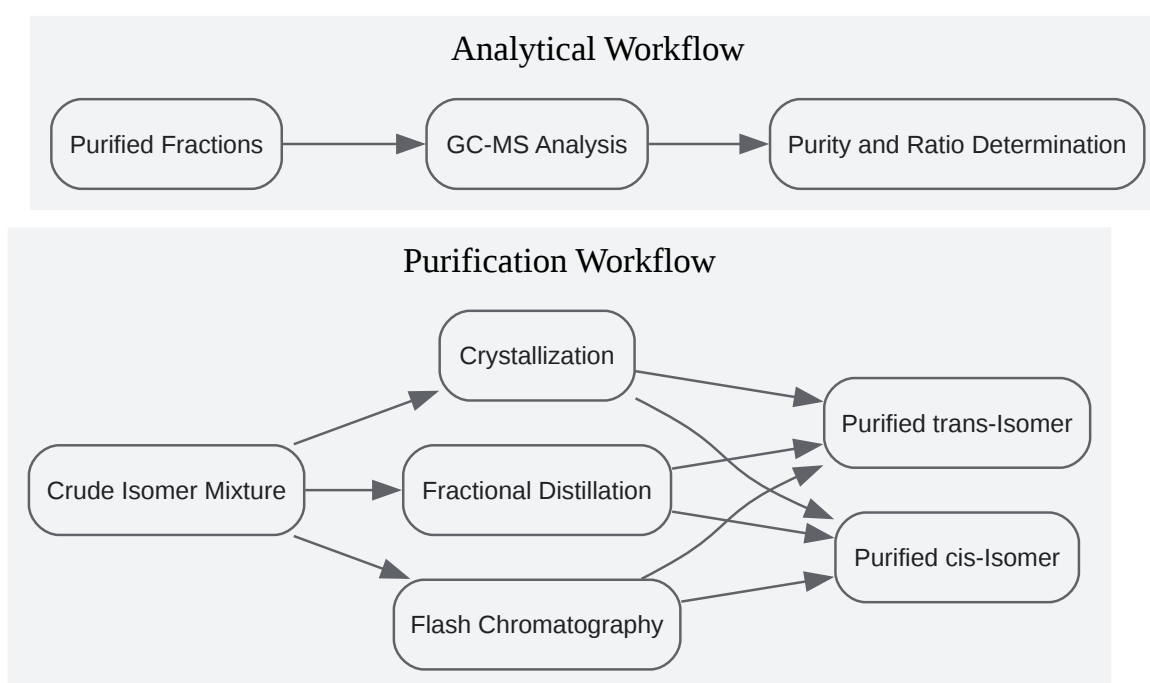 Analytical Workflow
Purified Fractions
GC-MS Analysis
Purity and Ratio Determination
Purification Workflow
Crystallization
Purified trans-Isomer
Crude Isomer Mixture
Fractional Distillation
Purified cis-Isomer
Flash Chromatography